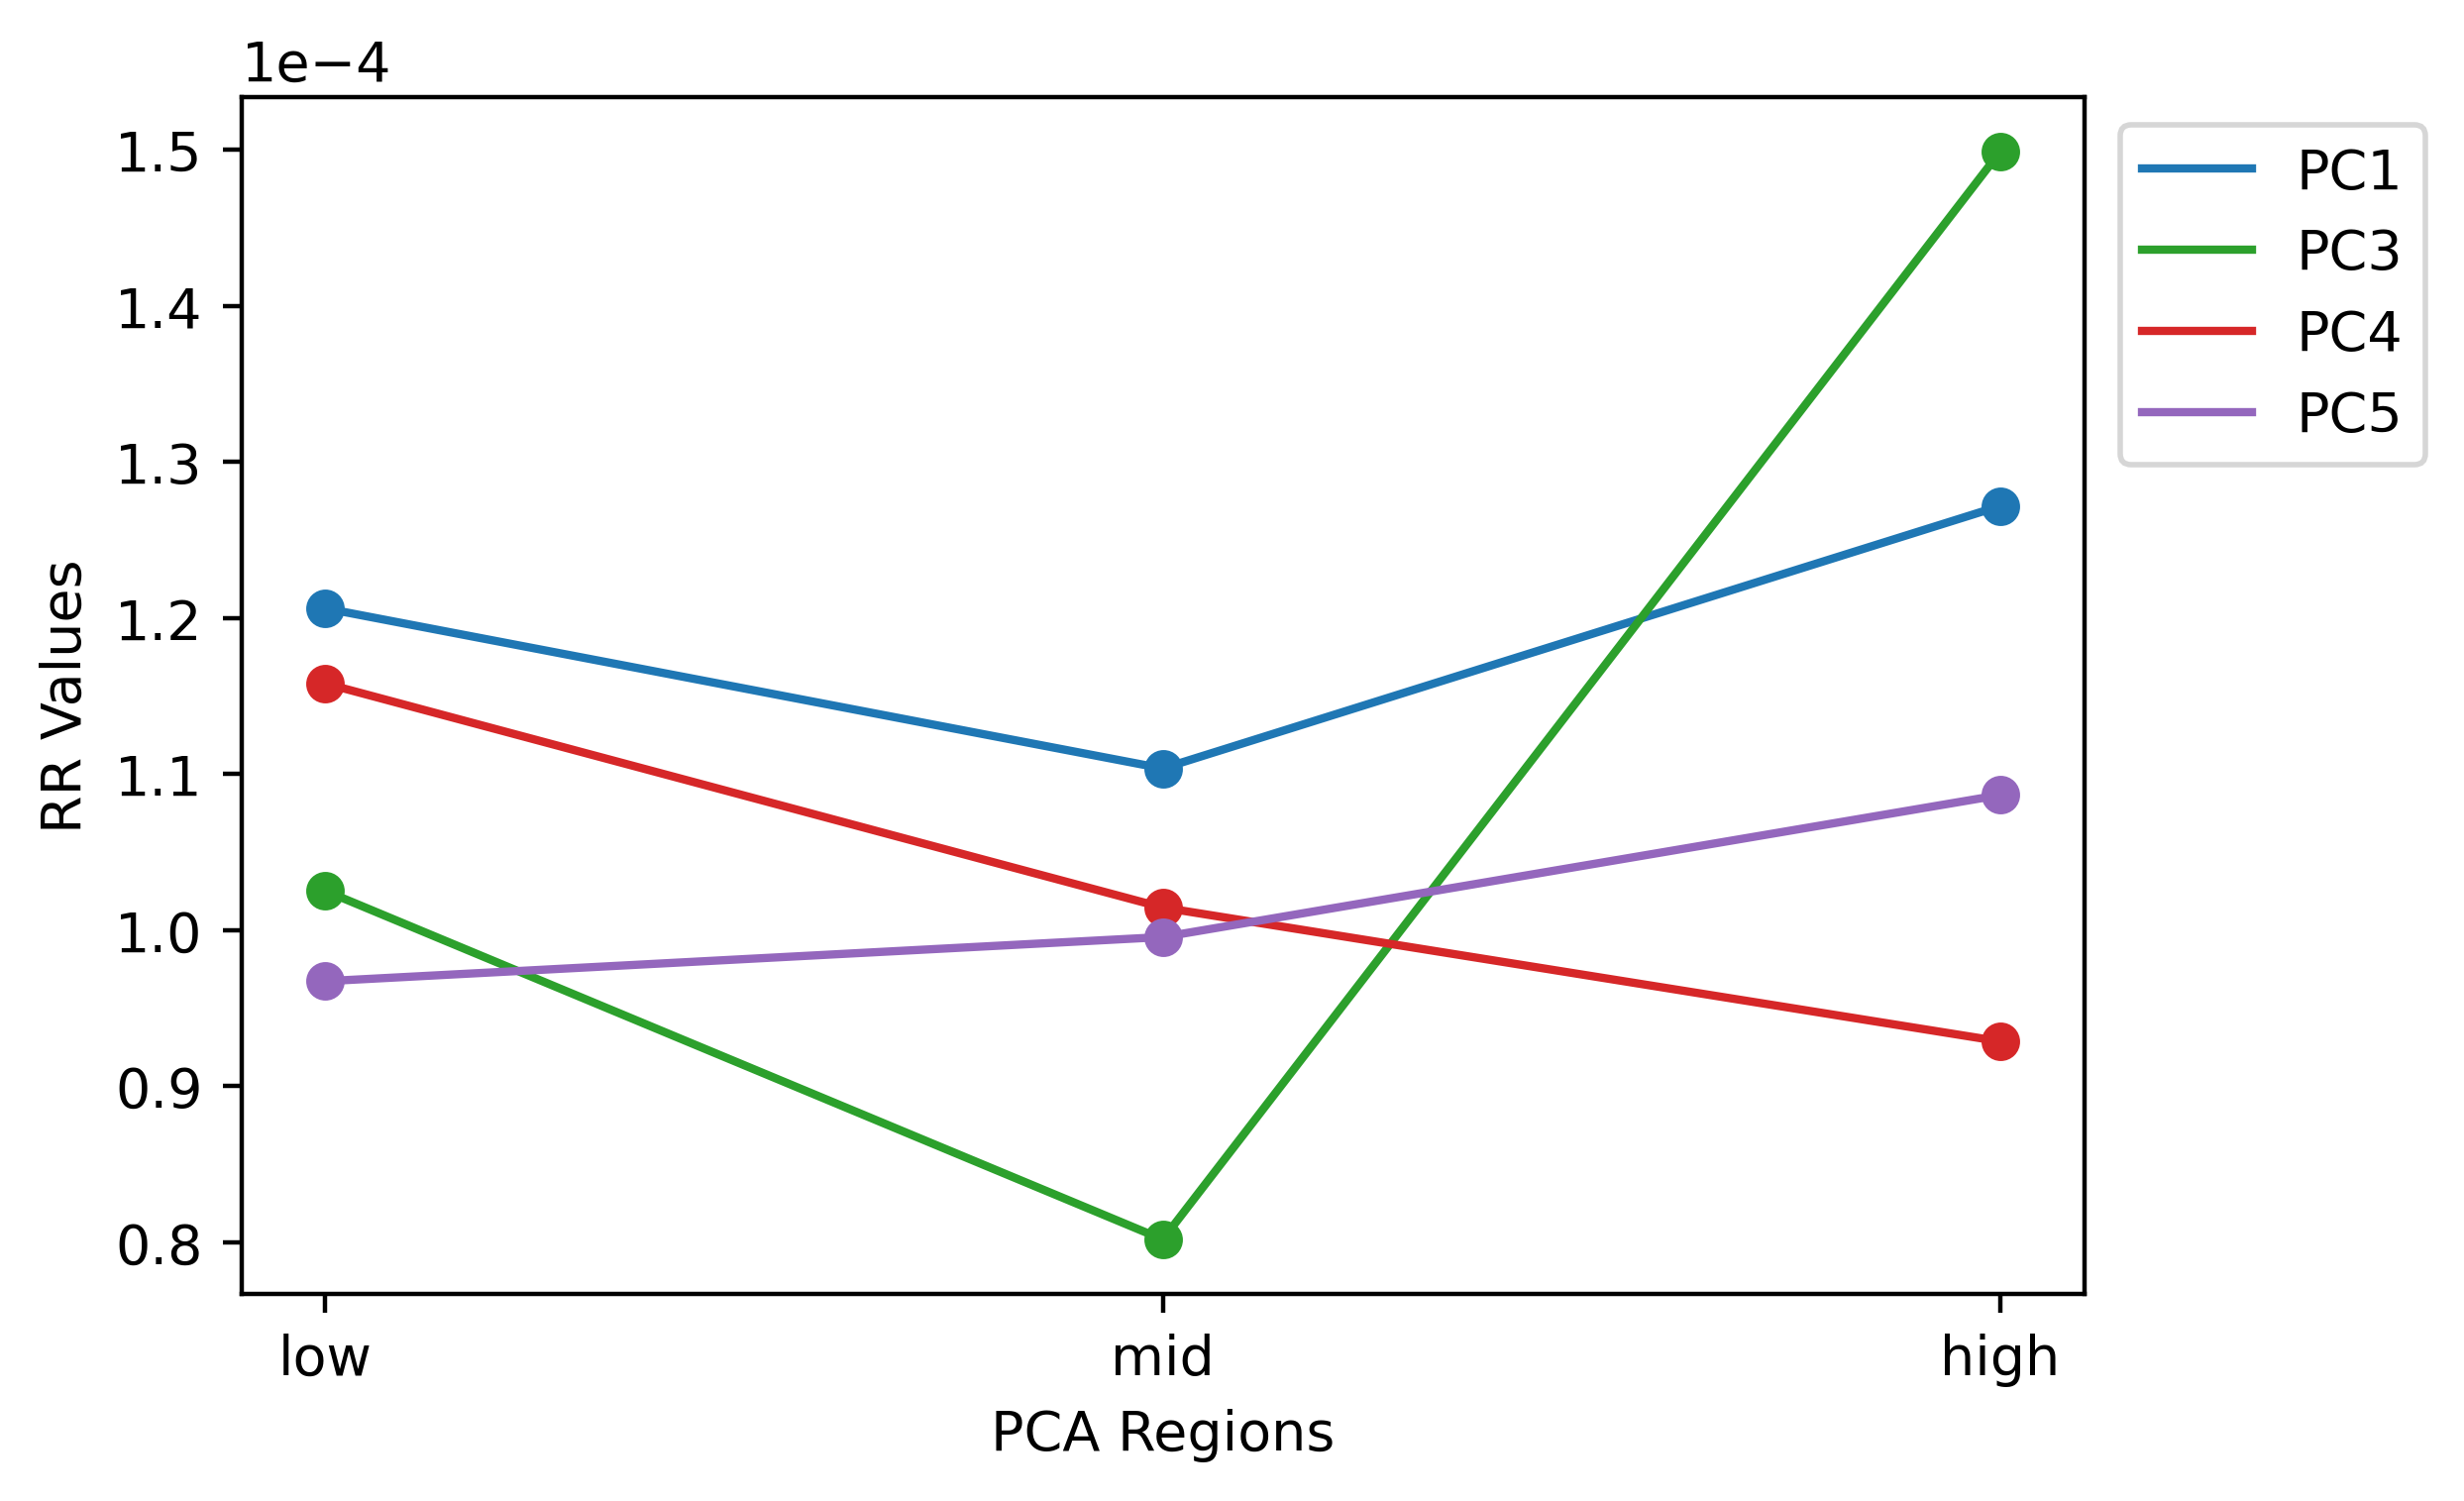 1e−4
1.5
1.4
1.3
1.2
1.1
1.0
0.9
0.8
RR Values
low
mid
high
PCA Regions
PC1
PC3
PC4
PC5